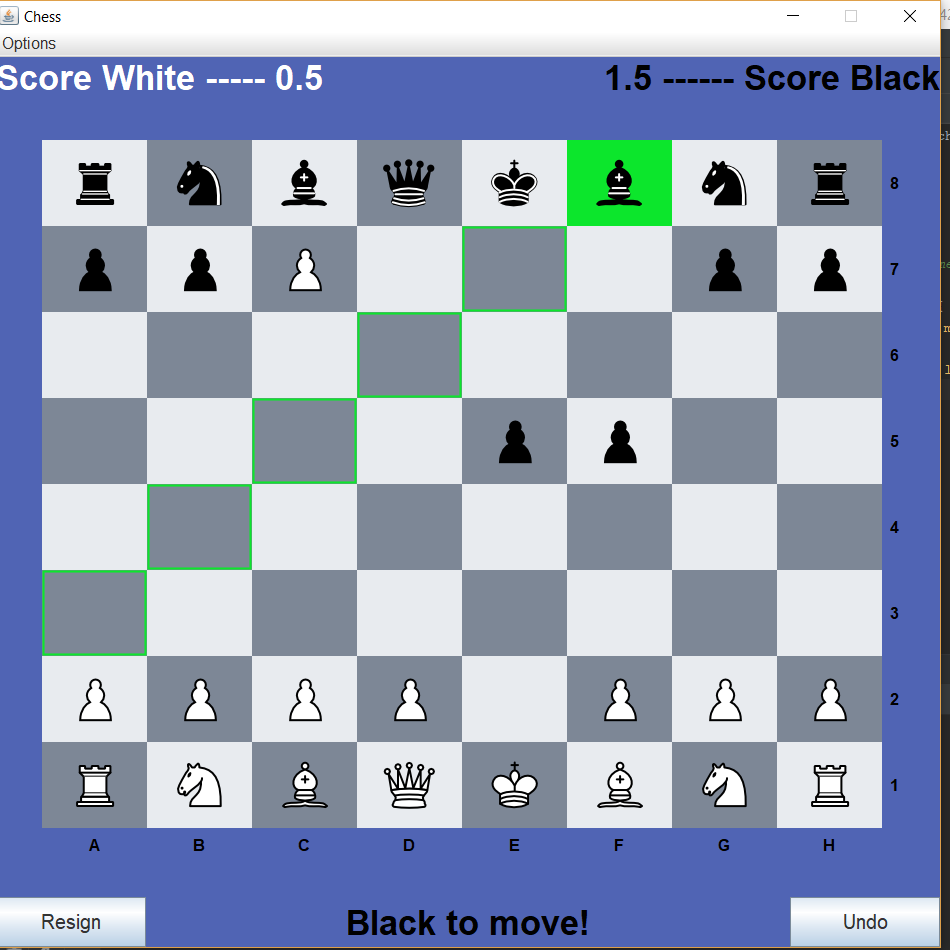 Chess
Options
Score White ----- 0.5
1.5 ------ Score Black
8
7
6
5
4
3
2
1
A B C D E F G H
Resign
Black to move!
Undo